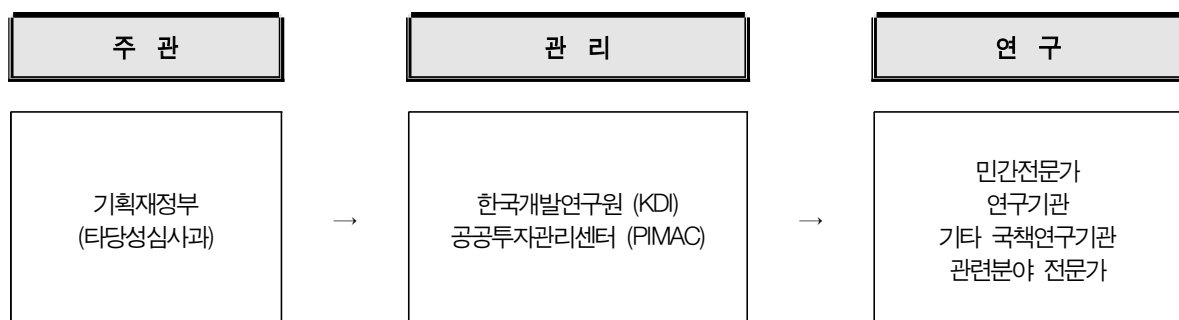 주 관
관 리
연 구
기획재정부
(타당성심사과)
→
한국개발연구원 (KDI)
공공투자관리센터 (PIMAC)
→
민간전문가
연구기관
기타 국책연구기관
관련분야 전문가